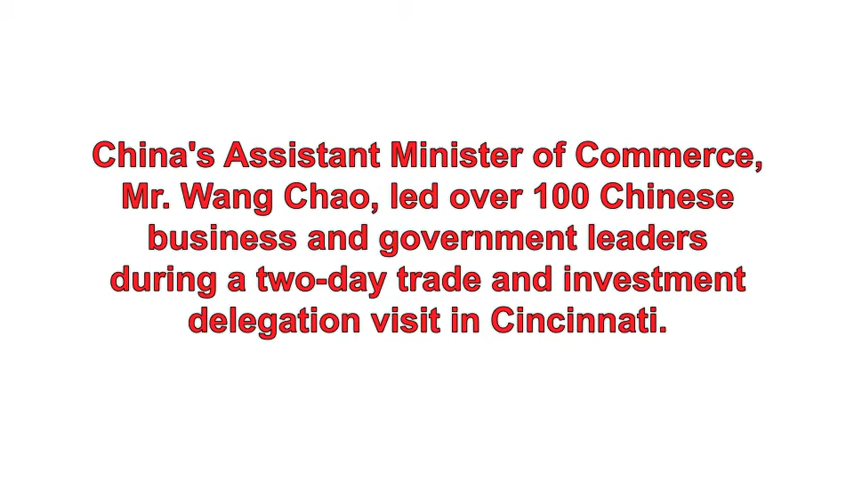 China's Assistant Minister of Commerce,
Mr. Wang Chao, led over 100 Chinese
business and government leaders
during a two-day trade and investment
delegation visit in Cincinnati.